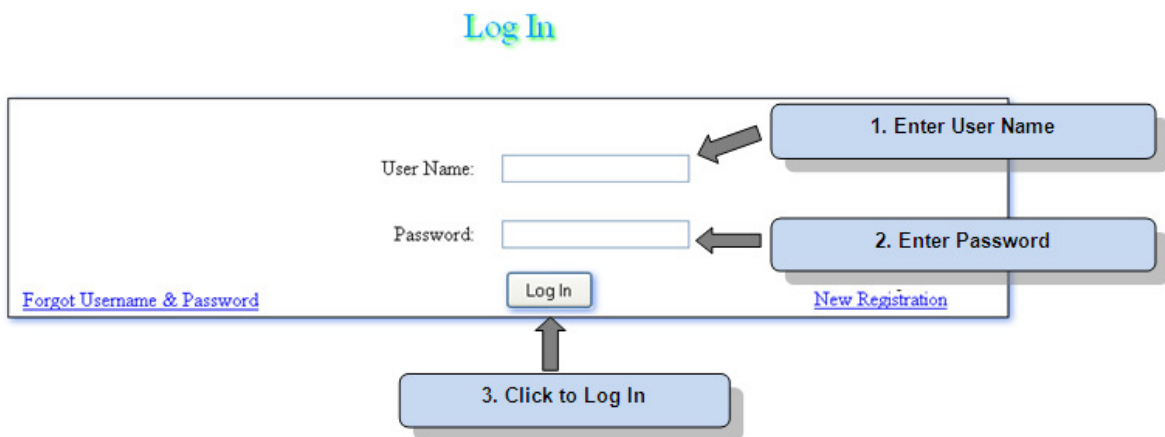 Log In
1. Enter User Name
User Name:
Password:
2. Enter Password
Forgot Username & Password
Log In
New Registration
3. Click to Log In